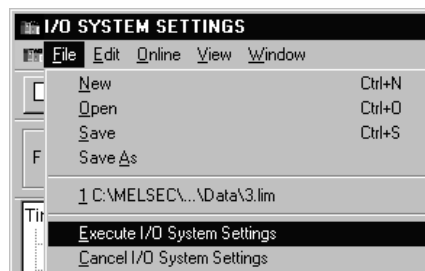 I/O SYSTEM SETTINGS
File Edit Online View Window
New Ctrl+N
Open Ctrl+O
Save Ctrl+S
Save As
F
1 C:\MELSEC\...\Data\3.lim
Execute I/O System Settings
Cancel I/O System Settings